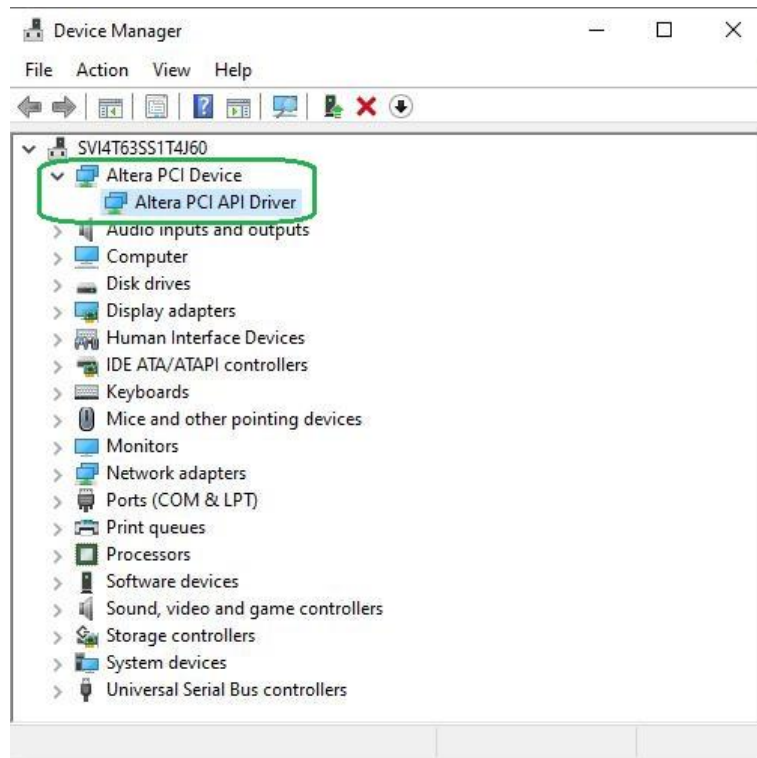 Device Manager
File Action View Help
SVI4T63SS1T4J60
Altera PCI Device
Altera PCI API Driver
Audio inputs and outputs
Computer
Disk drives
Display adapters
Human Interface Devices
IDE ATA/ATAPI controllers
Keyboards
Mice and other pointing devices
Monitors
Network adapters
Ports (COM & LPT)
Print queues
Processors
Software devices
Sound, video and game controllers
Storage controllers
System devices
Universal Serial Bus controllers